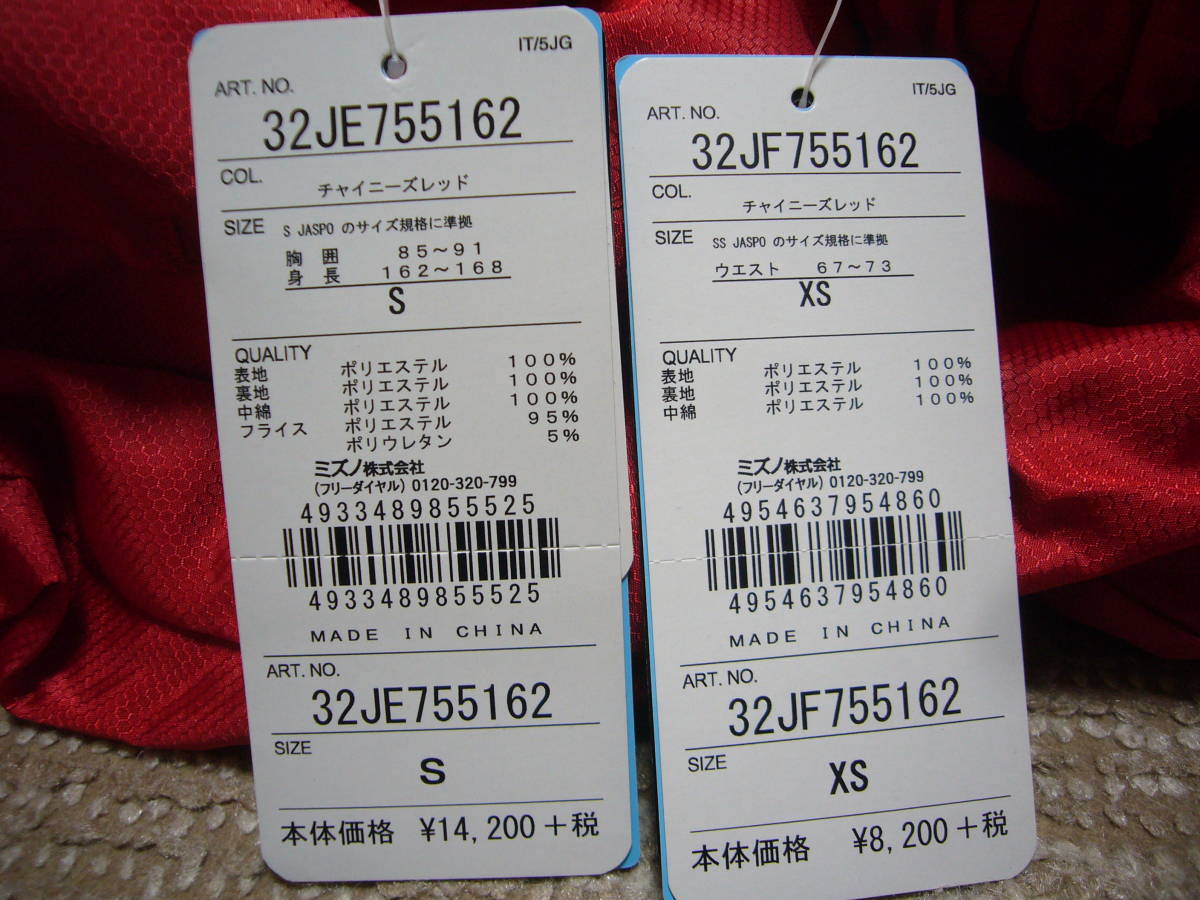 IT/5JG
ART. NO.
32JE755162
COL.
チャイニーズレッド
SIZE S JASPO のサイズ規格に準拠
胸 囲 85～91
身 長 162～168
S
QUALITY
表地 ポリエステル 100%
裏地 ポリエステル 100%
中綿 ポリエステル 100%
フライス ポリエステル 95%
ポリウレタン 5%
ミズノ株式会社
(フリーダイヤル) 0120-320-799
4933489855525
4933489855525
MADE IN CHINA
ART. NO.
32JE755162
SIZE
S
本体価格 ¥14,200+税
IT/5JG
ART. NO.
32JF755162
COL.
チャイニーズレッド
SIZE SS JASPO のサイズ規格に準拠
ウエスト 67～73
XS
QUALITY
表地 ポリエステル 100%
裏地 ポリエステル 100%
中綿 ポリエステル 100%
ミズノ株式会社
(フリーダイヤル) 0120-320-799
4954637954860
4954637954860
MADE IN CHINA
ART. NO.
32JF755162
SIZE
XS
本体価格 ¥8,200+税